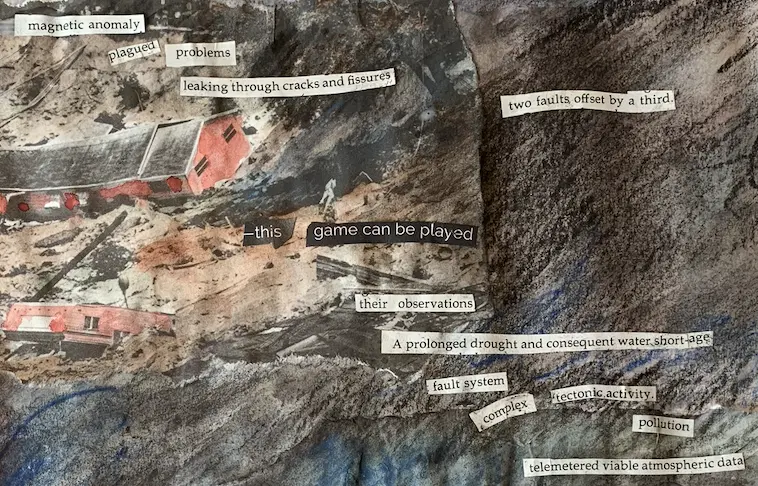 magnetic anomaly
plagued problems
leaking through cracks and fissures
two faults, offset by a third.
—this game can be played
their observations
A prolonged drought and consequent water short-age
fault system
complex tectonic activity.
pollution
telemetered viable atmospheric data